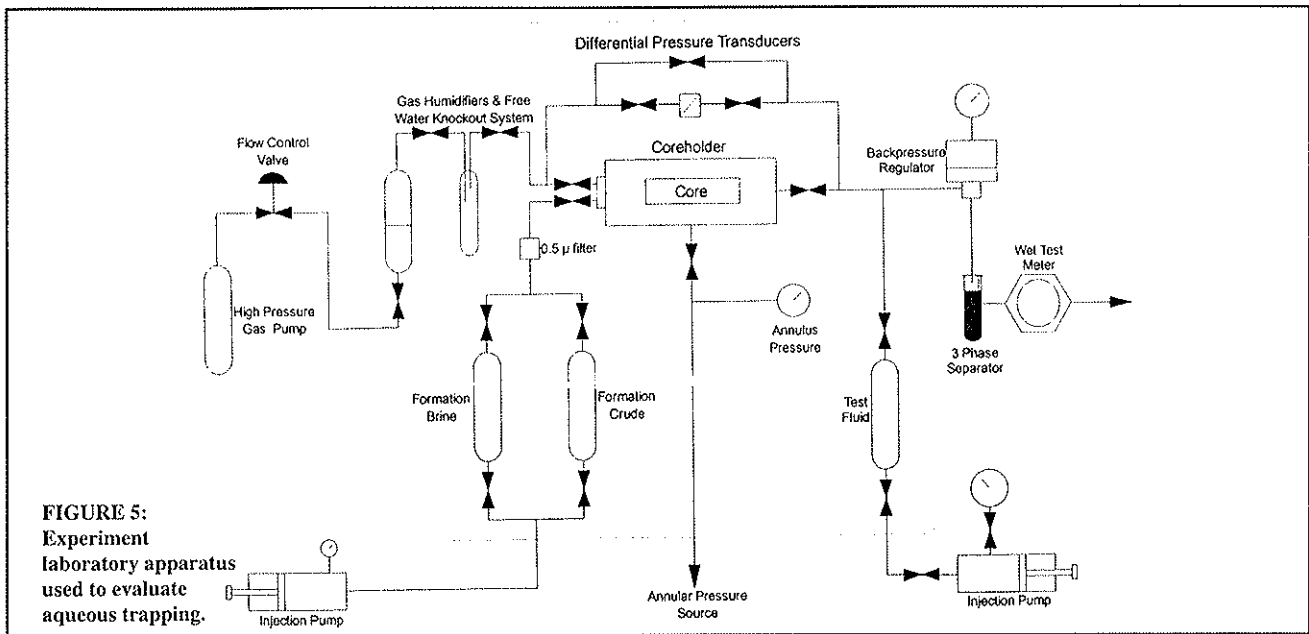 Differential Pressure Transducers
Gas Humidifiers & Free
Water Knockout System
Flow Control
Valve
Coreholder
Core
Backpressure
Regulator
0.5 μ filter
Wet Test
Meter
High Pressure
Gas Pump
Annulus
Pressure
3 Phase
Separator
Formation
Brine
Formation
Crude
Test
Fluid
FIGURE 5:
Experiment
laboratory apparatus
used to evaluate
aqueous trapping.
Injection Pump
Annular Pressure
Source
Injection Pump